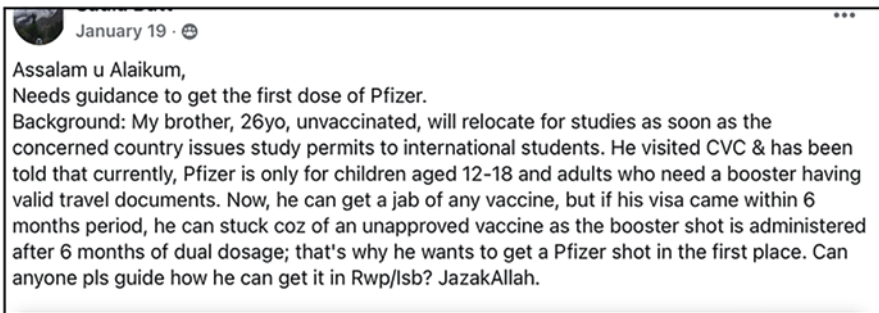 January 19 ·
Assalam u Alaikum,
Needs guidance to get the first dose of Pfizer.
Background: My brother, 26yo, unvaccinated, will relocate for studies as soon as the
concerned country issues study permits to international students. He visited CVC & has been
told that currently, Pfizer is only for children aged 12-18 and adults who need a booster having
valid travel documents. Now, he can get a jab of any vaccine, but if his visa came within 6
months period, he can stuck coz of an unapproved vaccine as the booster shot is administered
after 6 months of dual dosage; that's why he wants to get a Pfizer shot in the first place. Can
anyone pls guide how he can get it in Rwp/Isb? JazakAllah.